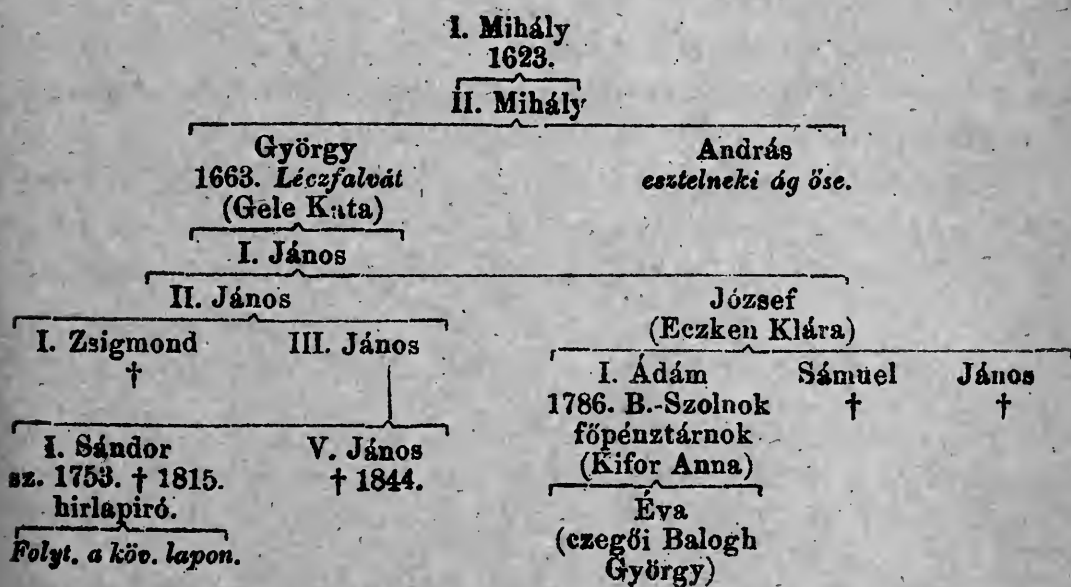 I. Mihály
1623.
II. Mihály
György András
1663. Léczfalvát esztelneki ág őse.
(Gele Kata)
I. János
II. János József
(Eczken Klára)
I. Zsigmond III. János
† 
I. Ádám Sámuel János
1786. B.-Szolnok † †
főpénztárnok
(Kifor Anna)
I. Sándor V. János
sz. 1753. † 1815. † 1844.
hirlapiró.
Éva
(czegői Balogh
György)
Folyt. a köv. lapon.